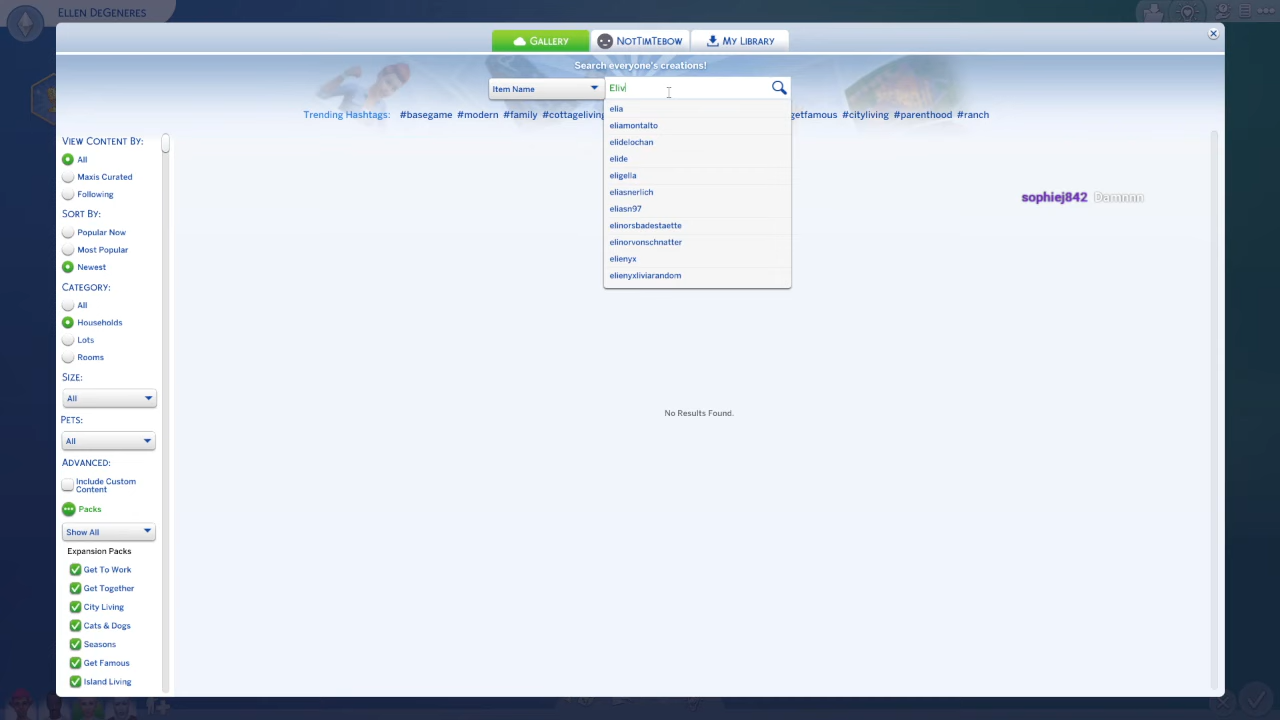 Ellen DeGeneres
Gallery
NotTimTebow
My Library
Search everyone's creations!
Item Name
Eliv
Trending Hashtags: #basegame #modern #family #cottageliving getfamous #cityliving #parenthood #ranch
elia
eliamontalto
elidelochan
elide
eligella
eliasnerlich
eliasn97
elinorsbadestaette
elinorvonschnatter
elienyx
elienyxliviarandom
View Content By:
All
Maxis Curated
Following
Sort By:
Popular Now
Most Popular
Newest
Category:
All
Households
Lots
Rooms
Size:
All
Pets:
All
Advanced:
Include Custom
Content
Packs
Show All
Expansion Packs
Get To Work
Get Together
City Living
Cats & Dogs
Seasons
Get Famous
Island Living
sophiej842 Damnnn
No Results Found.